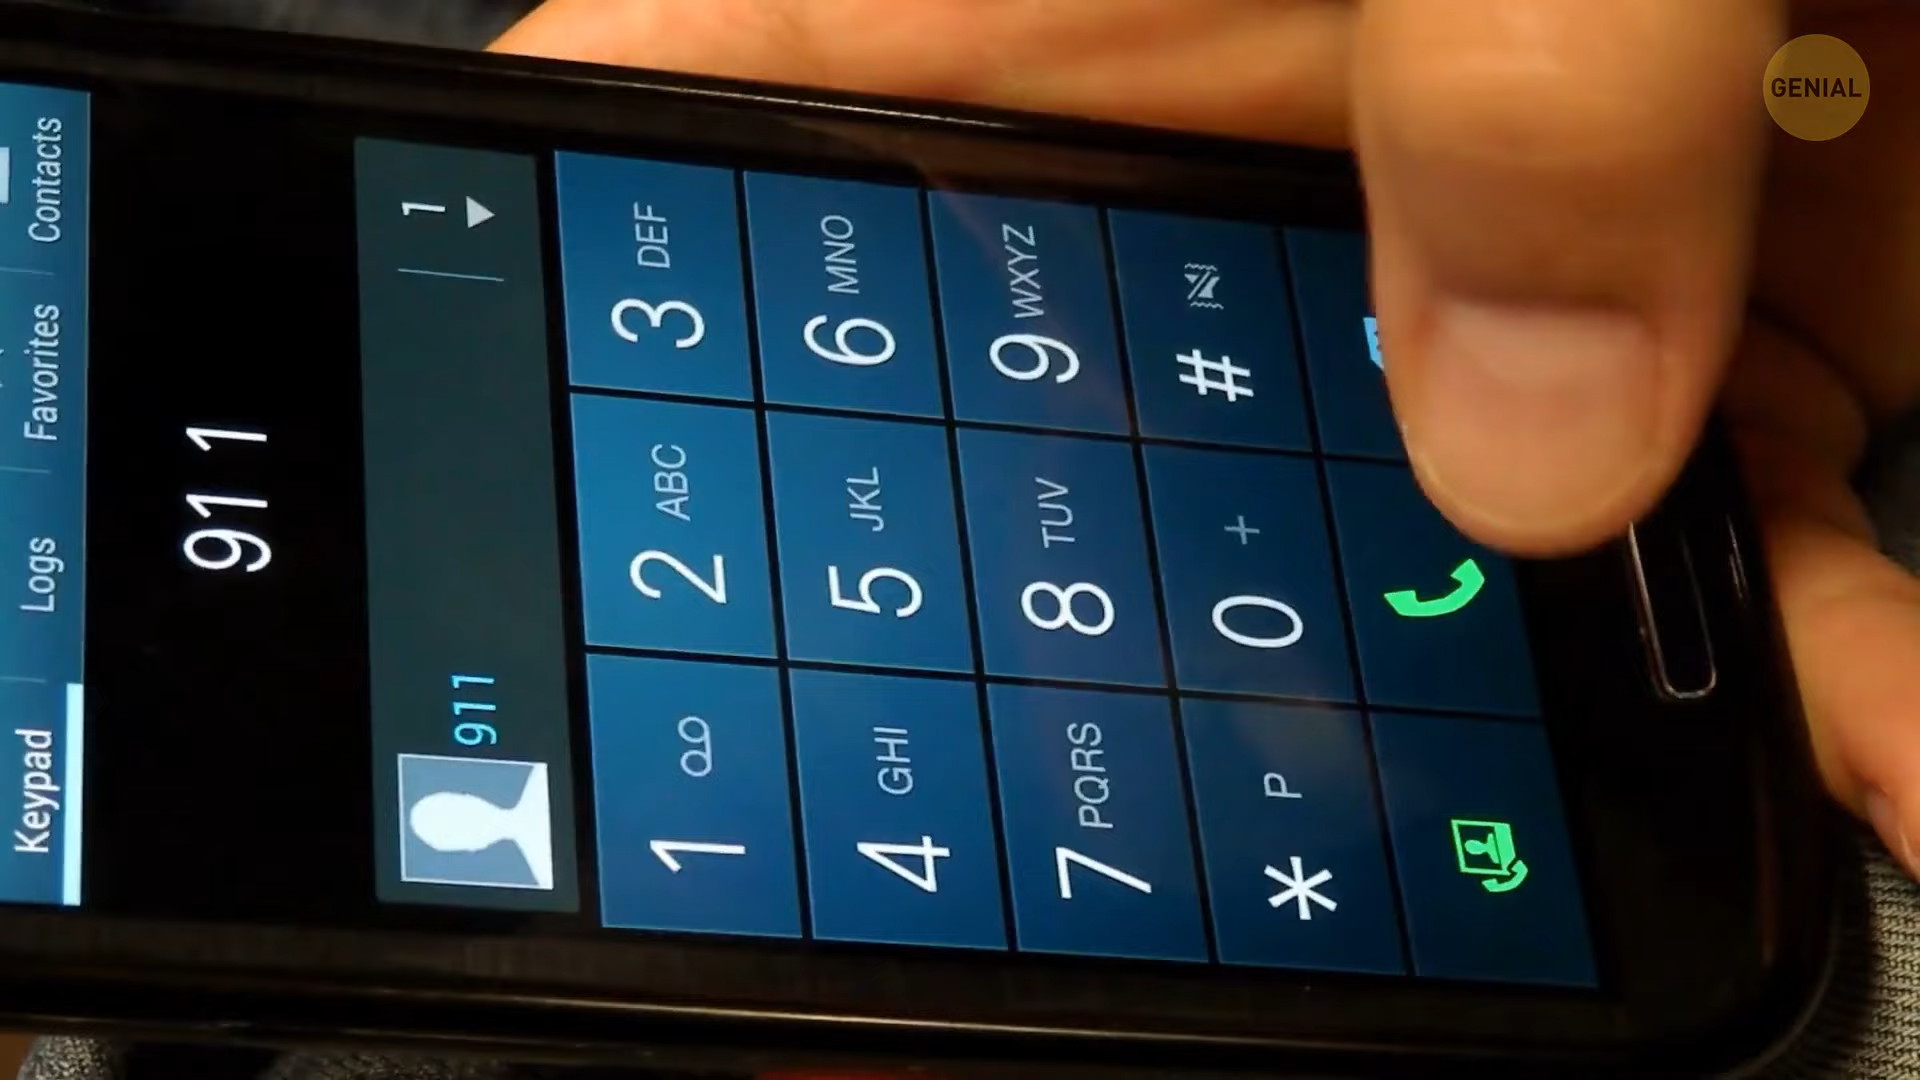 GENIAL
Keypad Logs Favorites Contacts
911
911 1
1 2 ABC 3 DEF
4 GHI 5 JKL 6 MNO
7 PQRS 8 TUV 9 WXYZ
* P 0 + #